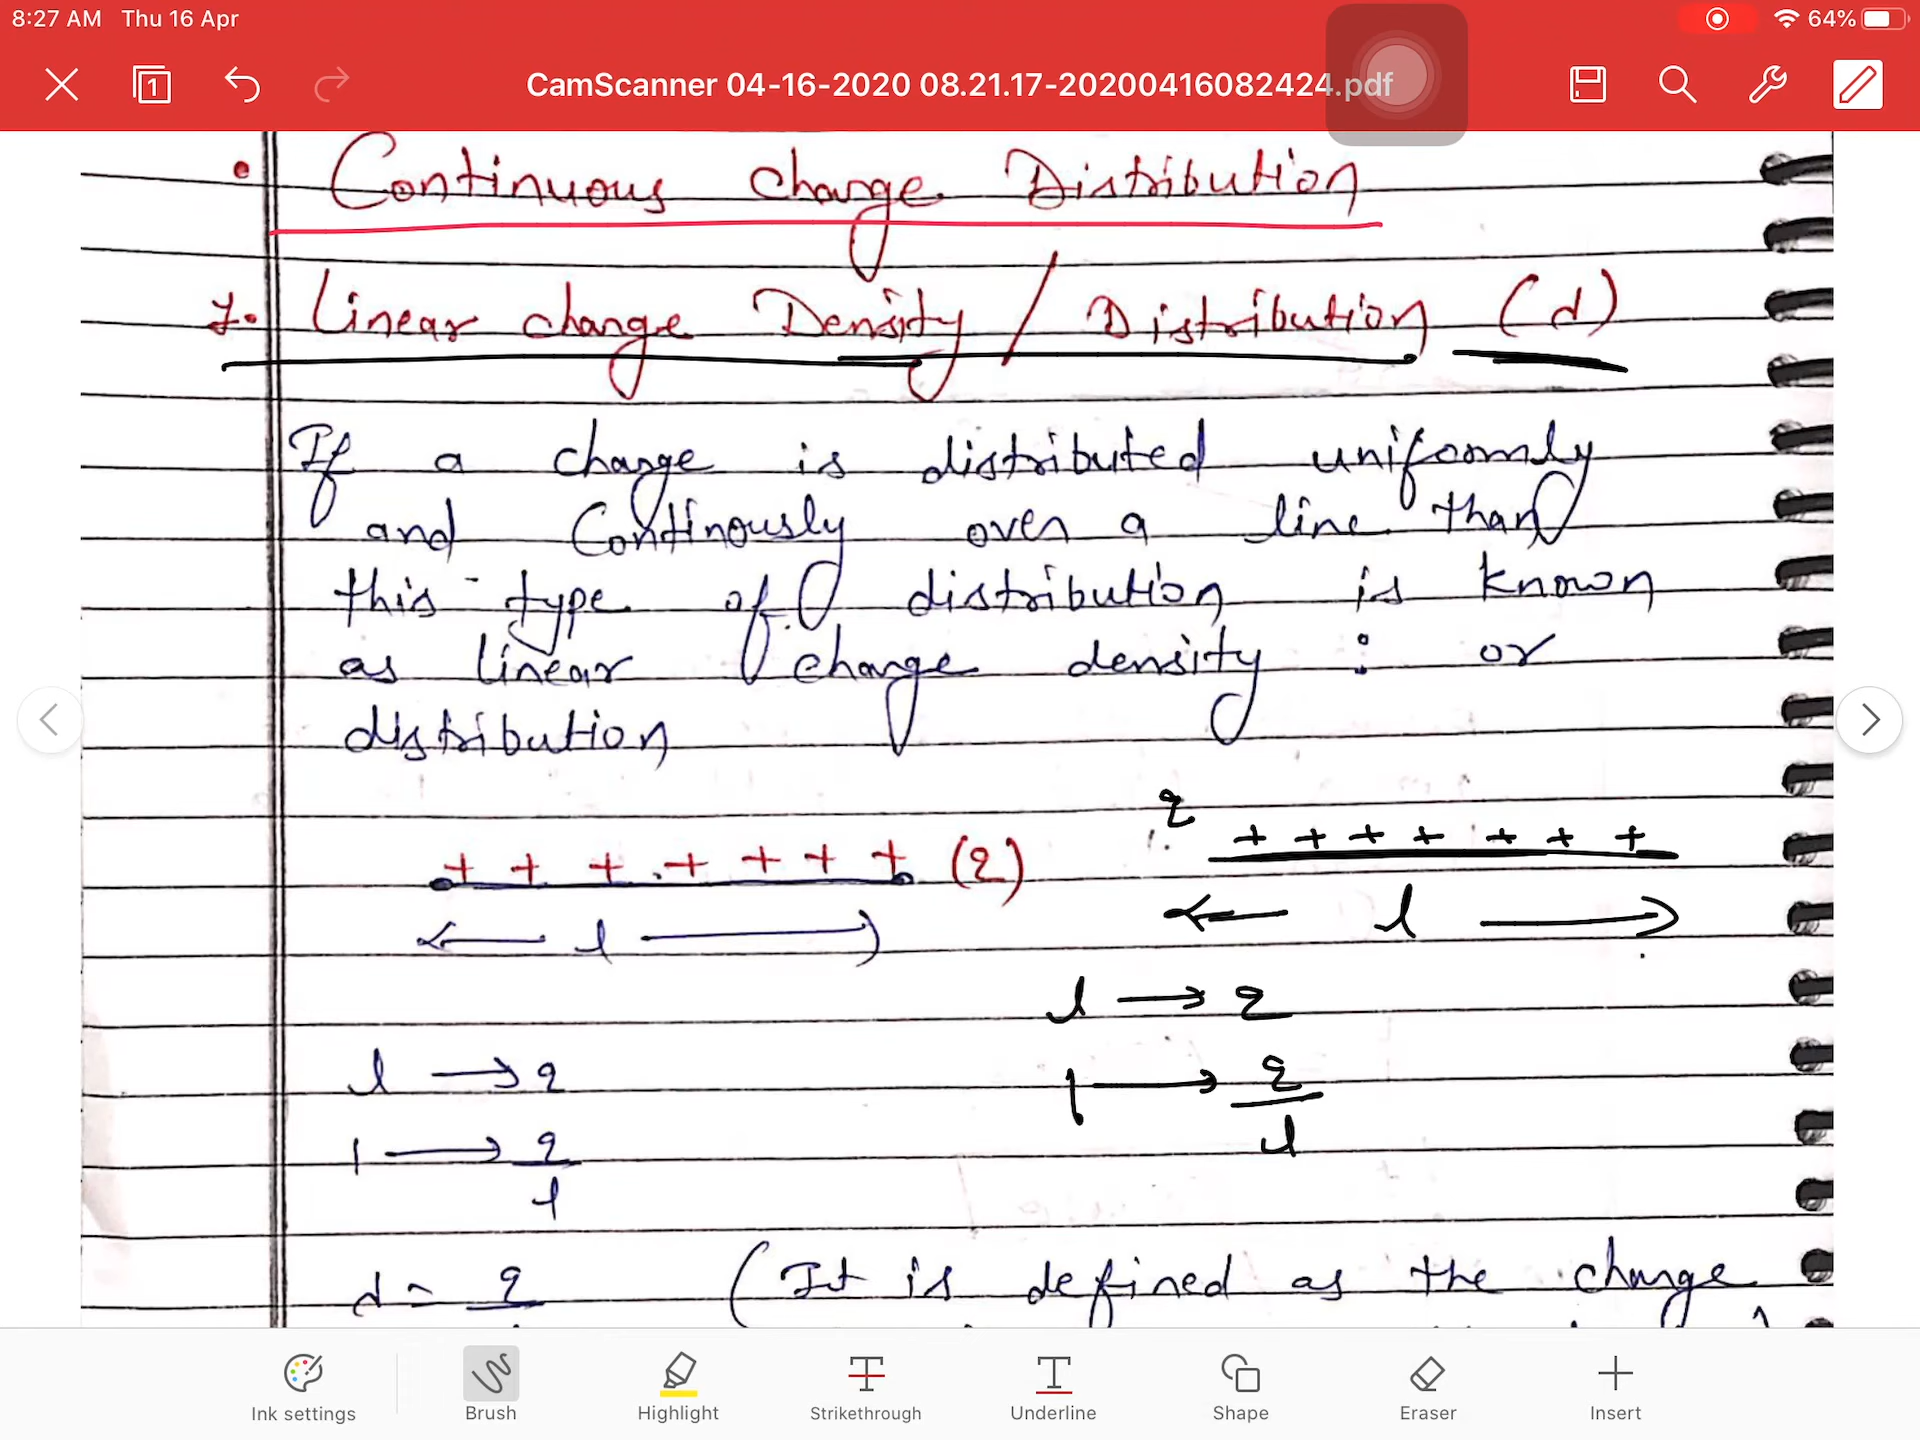 8:27 AM Thu 16 Apr
64%
1
CamScanner 04-16-2020 08.21.17-20200416082424.pdf
• Continuous charge Distribution
1. Linear charge Density / Distribution (d)
If a charge is distributed uniformly
and Continously over a line than
this type of distribution is known
as linear charge density : or
distribution
q + + + + + + +
+ + + + + + + (q)
← l →
← l →
l → q
l → q
1 → q/l
1 → q/l
d = q (It is defined as the charge
Ink settings Brush Highlight Strikethrough Underline Shape Eraser Insert